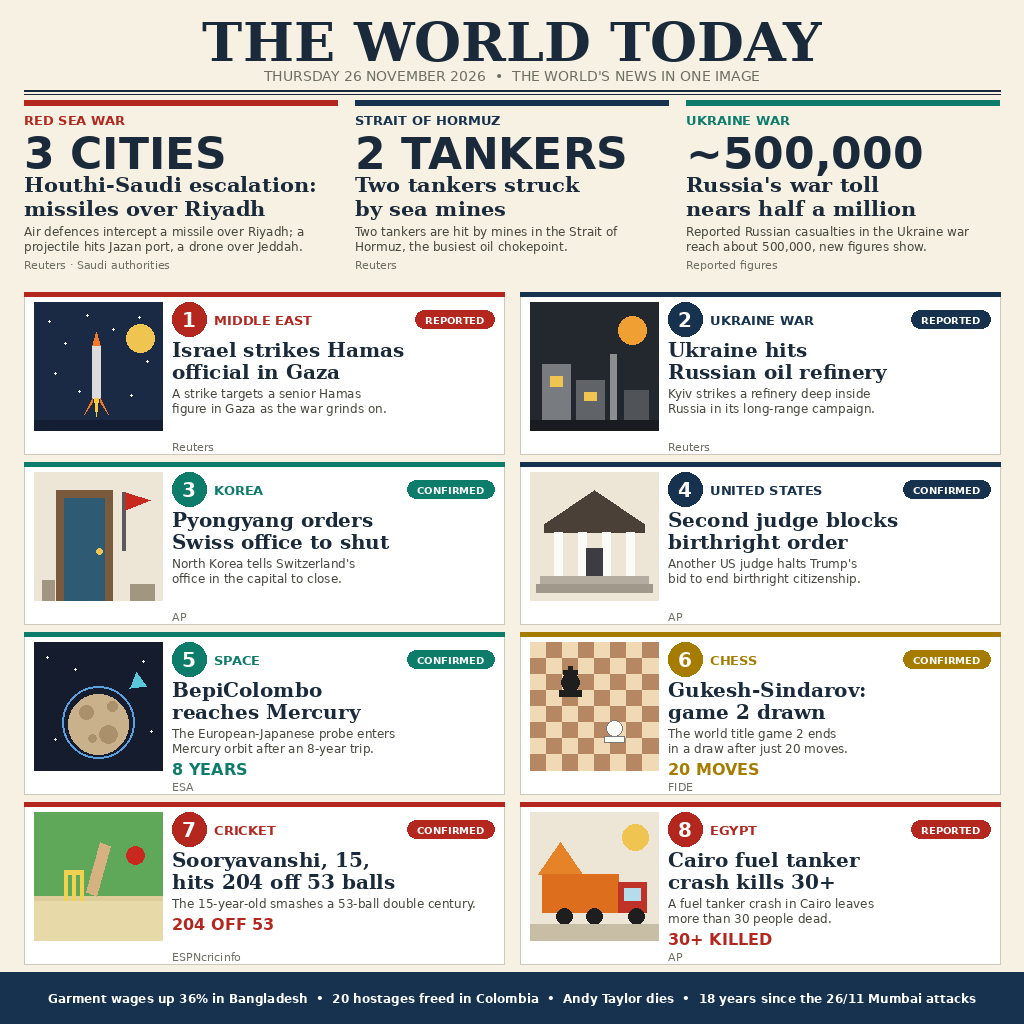 THE WORLD TODAY
THURSDAY 26 NOVEMBER 2026 • THE WORLD'S NEWS IN ONE IMAGE
RED SEA WAR
3 CITIES
Houthi-Saudi escalation:
missiles over Riyadh
Air defences intercept a missile over Riyadh; a
projectile hits Jazan port, a drone over Jeddah.
Reuters · Saudi authorities
STRAIT OF HORMUZ
2 TANKERS
Two tankers struck
by sea mines
Two tankers are hit by mines in the Strait of
Hormuz, the busiest oil chokepoint.
Reuters
UKRAINE WAR
~500,000
Russia's war toll
nears half a million
Reported Russian casualties in the Ukraine war
reach about 500,000, new figures show.
Reported figures
1 MIDDLE EAST REPORTED
Israel strikes Hamas
official in Gaza
A strike targets a senior Hamas
figure in Gaza as the war grinds on.
Reuters
2 UKRAINE WAR REPORTED
Ukraine hits
Russian oil refinery
Kyiv strikes a refinery deep inside
Russia in its long-range campaign.
Reuters
3 KOREA CONFIRMED
Pyongyang orders
Swiss office to shut
North Korea tells Switzerland's
office in the capital to close.
AP
4 UNITED STATES CONFIRMED
Second judge blocks
birthright order
Another US judge halts Trump's
bid to end birthright citizenship.
AP
5 SPACE CONFIRMED
BepiColombo
reaches Mercury
The European-Japanese probe enters
Mercury orbit after an 8-year trip.
8 YEARS
ESA
6 CHESS CONFIRMED
Gukesh-Sindarov:
game 2 drawn
The world title game 2 ends
in a draw after just 20 moves.
20 MOVES
FIDE
7 CRICKET CONFIRMED
Sooryavanshi, 15,
hits 204 off 53 balls
The 15-year-old smashes a 53-ball double century.
204 OFF 53
ESPNcricinfo
8 EGYPT REPORTED
Cairo fuel tanker
crash kills 30+
A fuel tanker crash in Cairo leaves
more than 30 people dead.
30+ KILLED
AP
Garment wages up 36% in Bangladesh • 20 hostages freed in Colombia • Andy Taylor dies • 18 years since the 26/11 Mumbai attacks